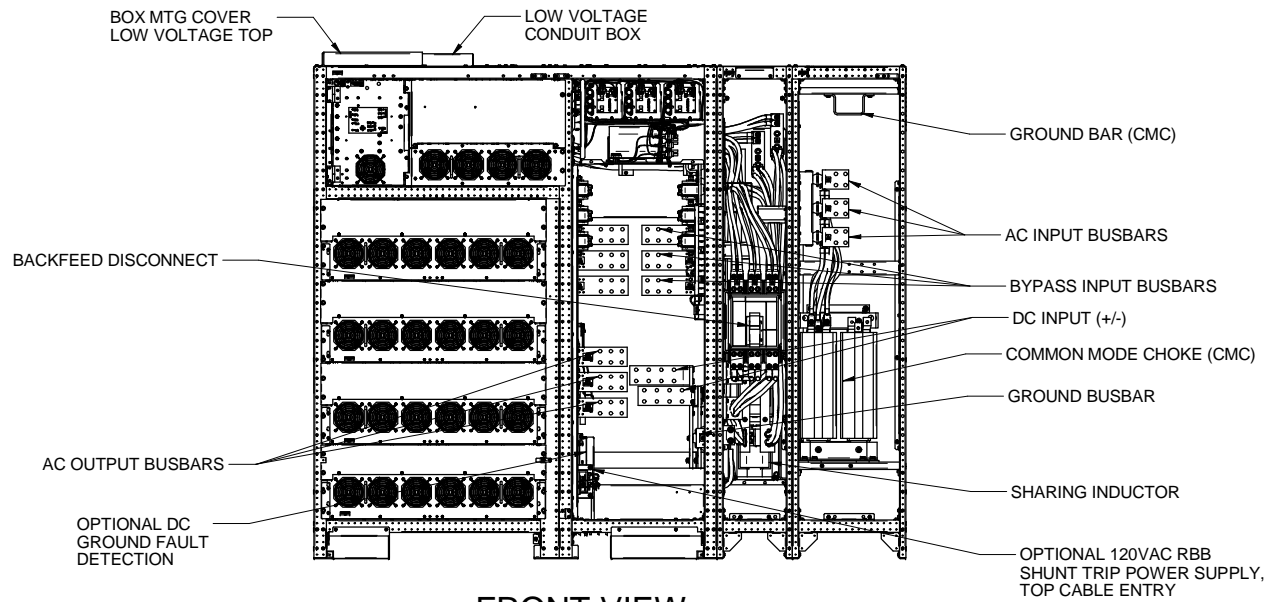 BOX MTG COVER
LOW VOLTAGE TOP
LOW VOLTAGE
CONDUIT BOX
GROUND BAR (CMC)
AC INPUT BUSBARS
BACKFEED DISCONNECT
BYPASS INPUT BUSBARS
DC INPUT (+/-)
COMMON MODE CHOKE (CMC)
GROUND BUSBAR
AC OUTPUT BUSBARS
SHARING INDUCTOR
OPTIONAL DC
GROUND FAULT
DETECTION
OPTIONAL 120VAC RBB
SHUNT TRIP POWER SUPPLY,
TOP CABLE ENTRY
FRONT VIEW